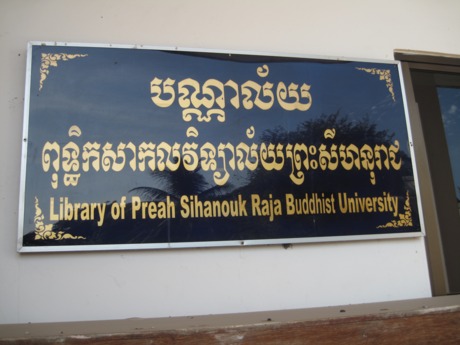 បណ្ណាល័យ
ពុទ្ធិកសាកលវិទ្យាល័យព្រះសីហនុរាជ
Library of Preah Sihanouk Raja Buddhist University